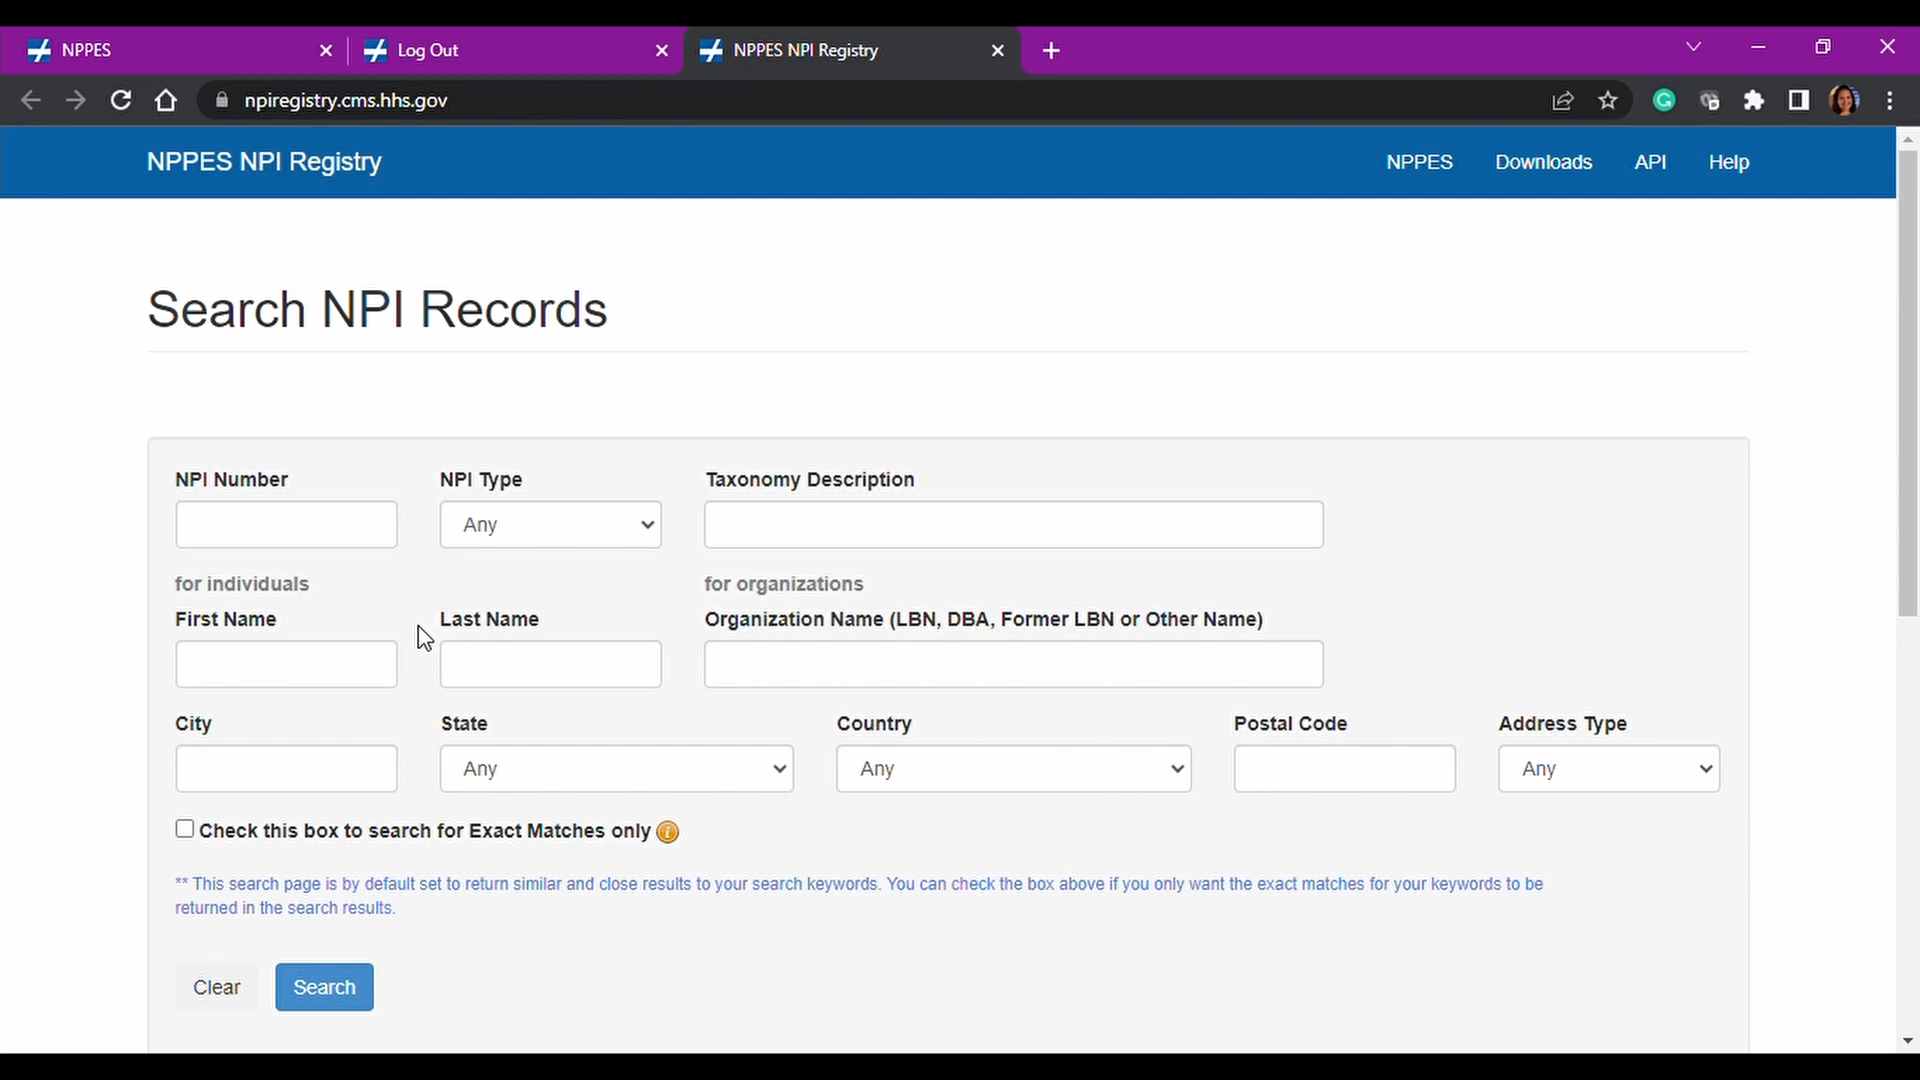 NPPES
Log Out
NPPES NPI Registry
npiregistry.cms.hhs.gov
NPPES NPI Registry
NPPES Downloads API Help
Search NPI Records
NPI Number NPI Type Taxonomy Description
Any
for individuals for organizations
First Name Last Name Organization Name (LBN, DBA, Former LBN or Other Name)
City State Country Postal Code Address Type
Any Any Any
Check this box to search for Exact Matches only i
** This search page is by default set to return similar and close results to your search keywords. You can check the box above if you only want the exact matches for your keywords to be
returned in the search results.
Clear Search